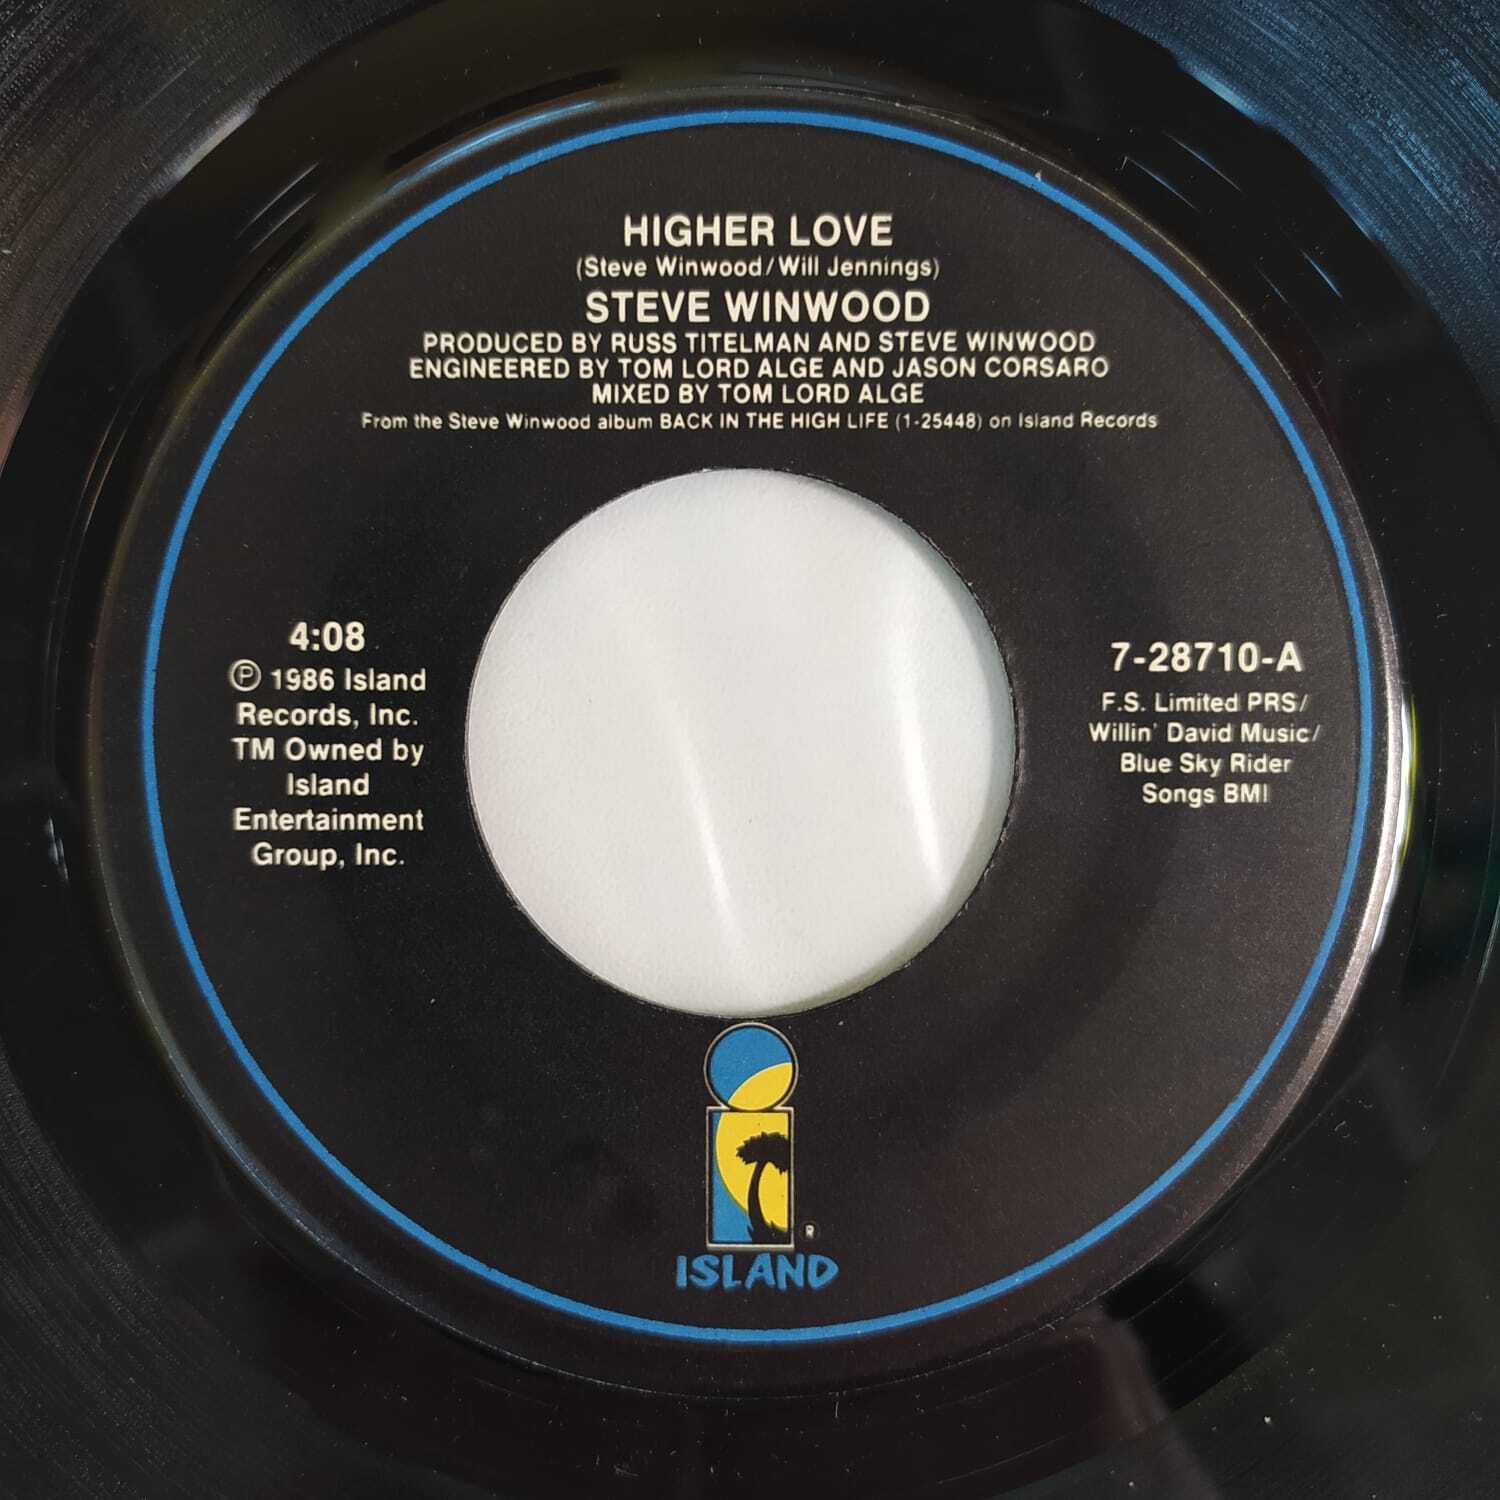 HIGHER LOVE
(Steve Winwood/Will Jennings)
STEVE WINWOOD
PRODUCED BY RUSS TITELMAN AND STEVE WINWOOD
ENGINEERED BY TOM LORD ALGE AND JASON CORSARO
MIXED BY TOM LORD ALGE
From the Steve Winwood album BACK IN THE HIGH LIFE (1-25448) on Island Records
4:08
℗ 1986 Island
Records, Inc.
TM Owned by
Island
Entertainment
Group, Inc.
7-28710-A
F.S. Limited PRS/
Willin' David Music/
Blue Sky Rider
Songs BMI
®
ISLAND